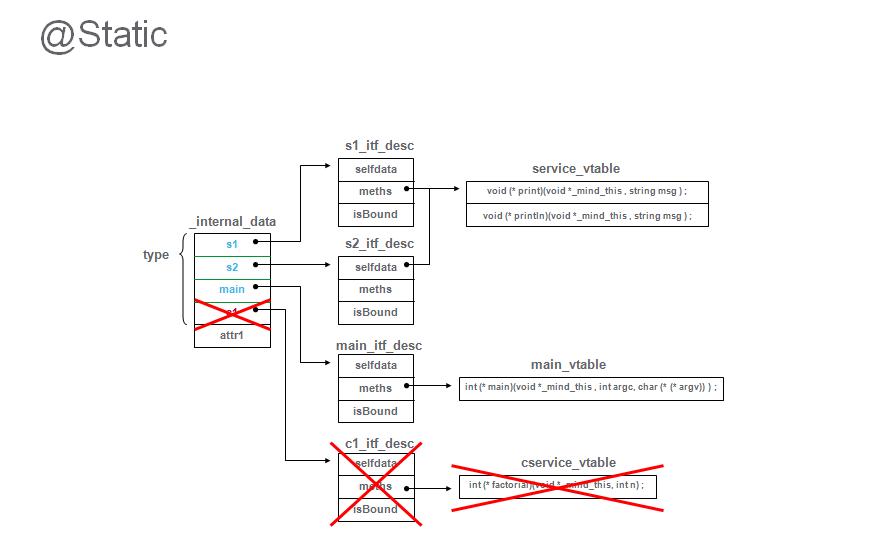 @Static
s1_itf_desc
selfdata
meths
isBound
service_vtable
void (* print)(void *_mind_this , string msg ) ;
void (* println)(void *_mind_this , string msg ) ;
_internal_data
type
s1
s2
main
attr1
s2_itf_desc
selfdata
meths
isBound
main_itf_desc
selfdata
meths
isBound
main_vtable
int (* main)(void *_mind_this , int argc, char (* (* argv)) ) ;
c1_itf_desc
selfdata
meths
isBound
cservice_vtable
int (* factorial)(void *_mind_this, int n) ;